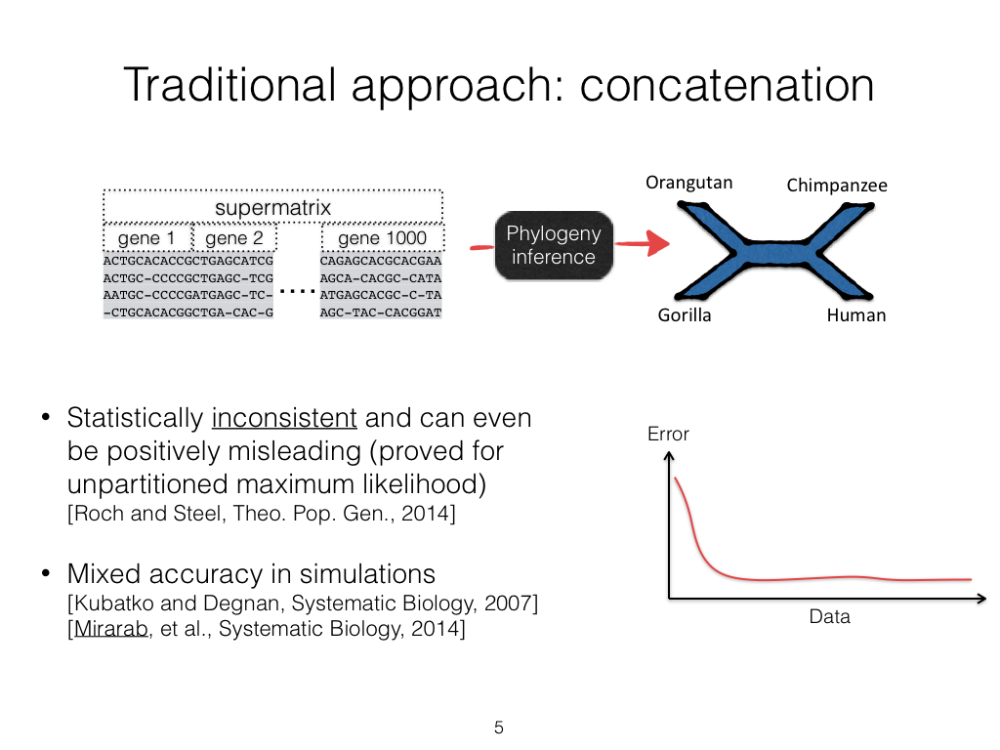 Traditional approach: concatenation
supermatrix
gene 1 gene 2 gene 1000
ACTGCACACCGCTGAGCATCG CAGAGCACGCACGAA
ACTGC-CCCCGCTGAGC-TCG AGCA-CACGC-CATA
AATGC-CCCCGATGAGC-TC- .... ATGAGCACGC-C-TA
-CTGCACACGGCTGA-CAC-G AGC-TAC-CACGGAT
Phylogeny
inference
Orangutan Chimpanzee
Gorilla Human
• Statistically inconsistent and can even
be positively misleading (proved for
unpartitioned maximum likelihood)
[Roch and Steel, Theo. Pop. Gen., 2014]
• Mixed accuracy in simulations
[Kubatko and Degnan, Systematic Biology, 2007]
[Mirarab, et al., Systematic Biology, 2014]
Error
Data
5